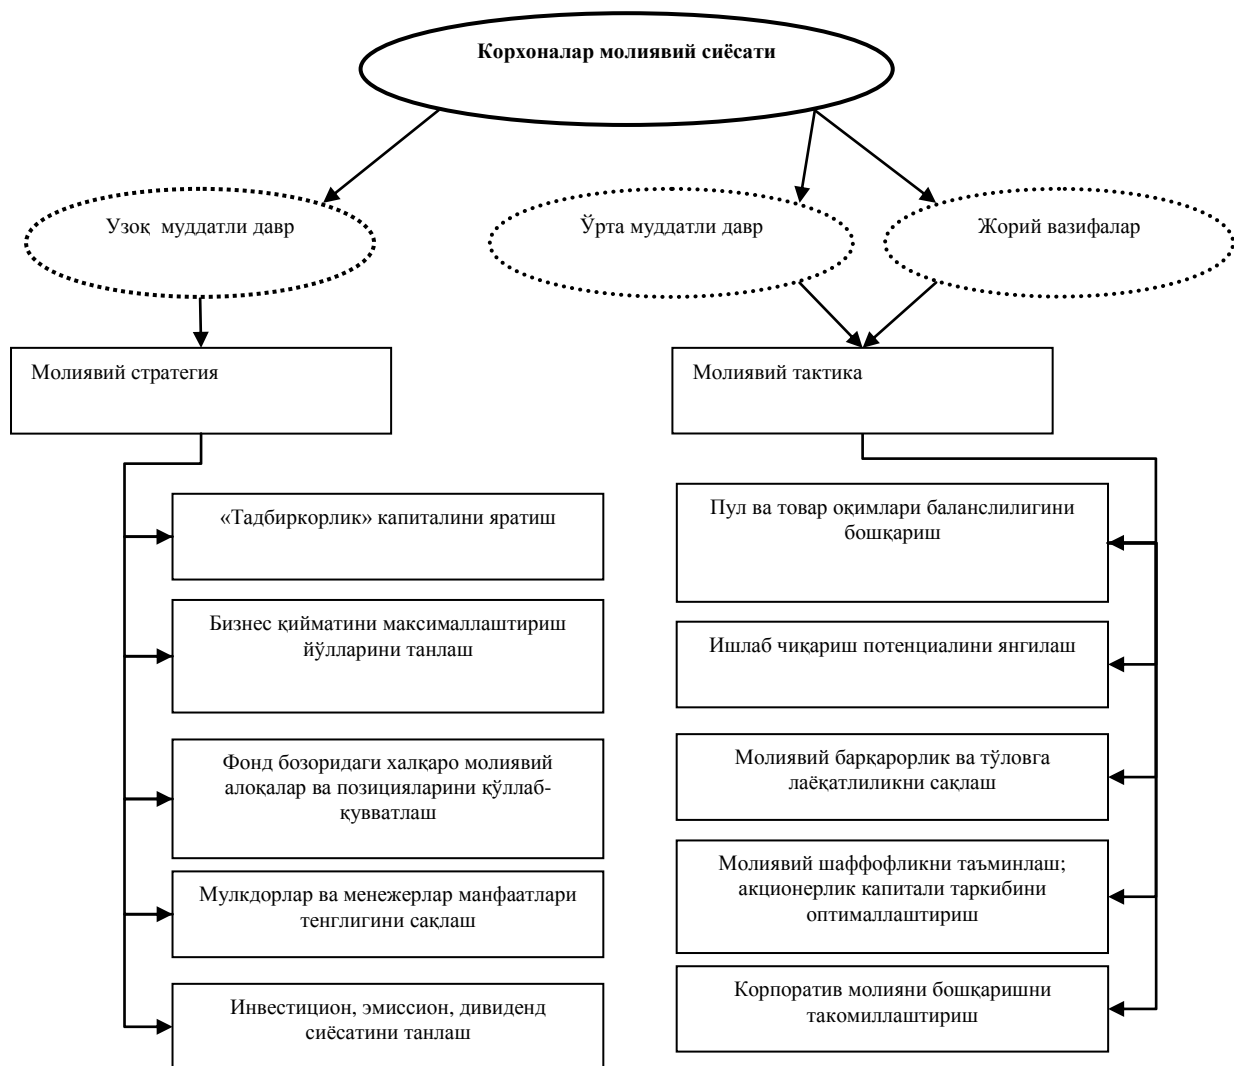 Корхоналар молиявий сиёсати
Узоқ муддатли давр
Ўрта муддатли давр
Жорий вазифалар
Молиявий стратегия
Молиявий тактика
«Тадбиркорлик» капиталини яратиш
Бизнес қийматини максималлаштириш
йўлларини танлаш
Фонд бозоридаги халқаро молиявий
алоқалар ва позицияларини қўллаб-
қувватлаш
Мулкдорлар ва менежерлар манфаатлари
тенглигини сақлаш
Инвестицион, эмиссион, дивиденд
сиёсатини танлаш
Пул ва товар оқимлари баланслилигини
бошқариш
Ишлаб чиқариш потенциалини янгилаш
Молиявий барқарорлик ва тўловга
лаёқатлиликни сақлаш
Молиявий шаффофликни таъминлаш;
акционерлик капитали таркибини
оптималлаштириш
Корпоратив молияни бошқаришни
такомиллаштириш